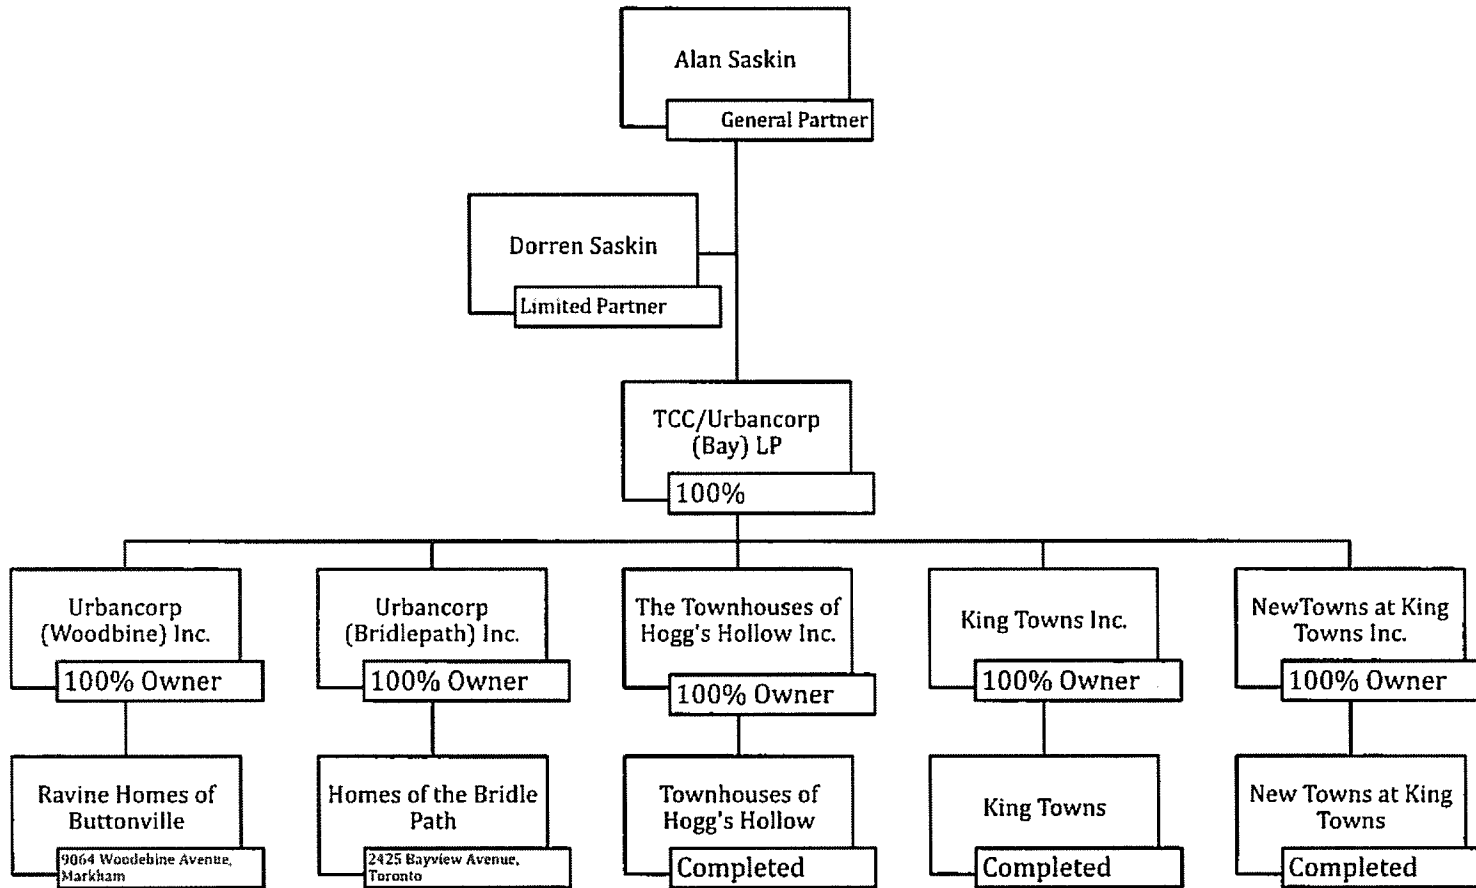 Alan Saskin
General Partner
Dorren Saskin
Limited Partner
TCC/Urbancorp
(Bay) LP
100%
Urbancorp
(Woodbine) Inc.
100% Owner
Urbancorp
(Bridlepath) Inc.
100% Owner
The Townhouses of
Hogg's Hollow Inc.
100% Owner
King Towns Inc.
100% Owner
NewTowns at King
Towns Inc.
100% Owner
Ravine Homes of
Buttonville
9064 Woodebine Avenue,
Markham
Homes of the Bridle
Path
2425 Bayview Avenue,
Toronto
Townhouses of
Hogg's Hollow
Completed
King Towns
Completed
New Towns at King
Towns
Completed